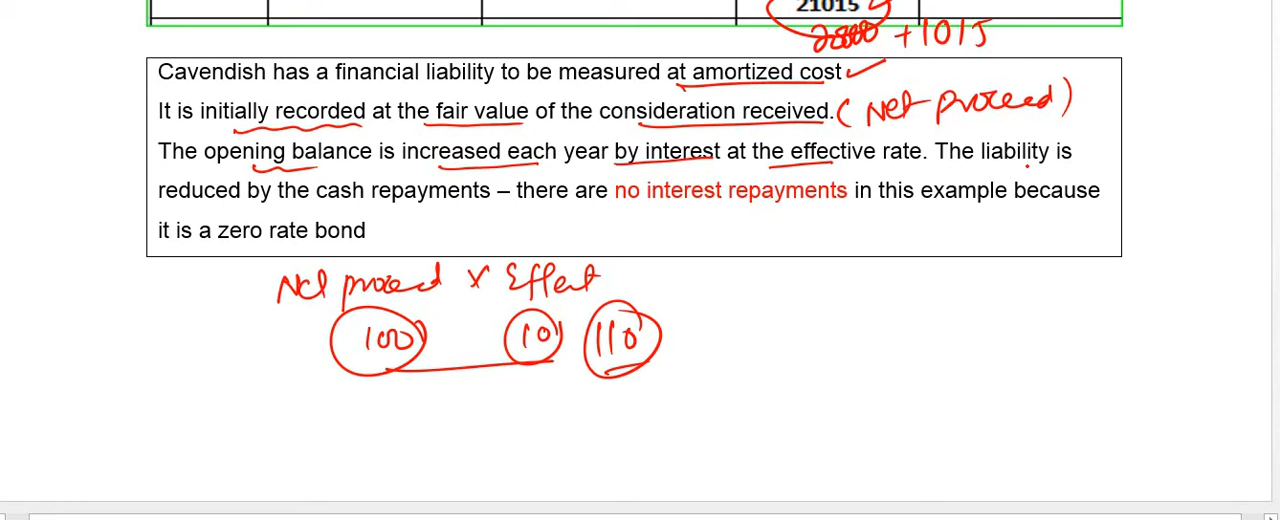 21015
20000 + 1015
Cavendish has a financial liability to be measured at amortized cost
It is initially recorded at the fair value of the consideration received. (Net proceed)
The opening balance is increased each year by interest at the effective rate. The liability is
reduced by the cash repayments – there are no interest repayments in this example because
it is a zero rate bond
Net proceed x Effect
100 10 110